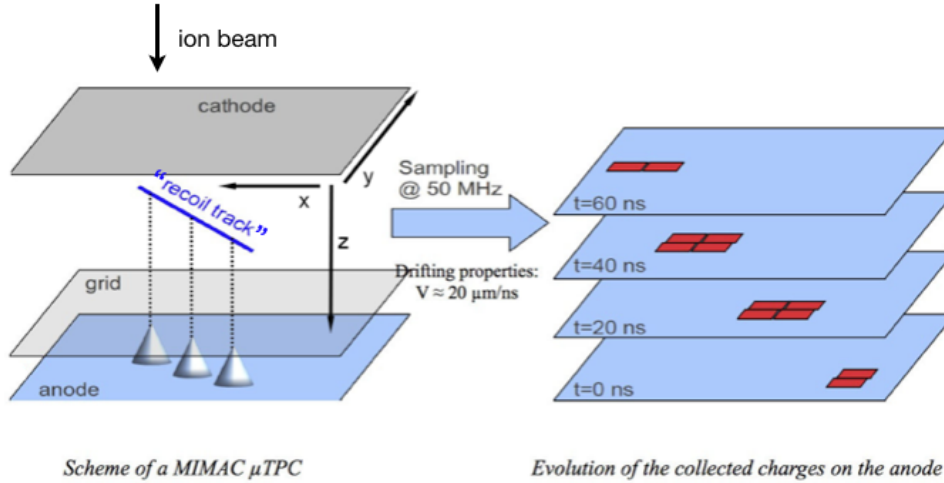 ion beam
cathode
"recoil track"
x
y
z
grid
anode
Sampling
@ 50 MHz
Drifting properties:
V ≈ 20 µm/ns
t=60 ns
t=40 ns
t=20 ns
t=0 ns
Scheme of a MIMAC µTPC
Evolution of the collected charges on the anode